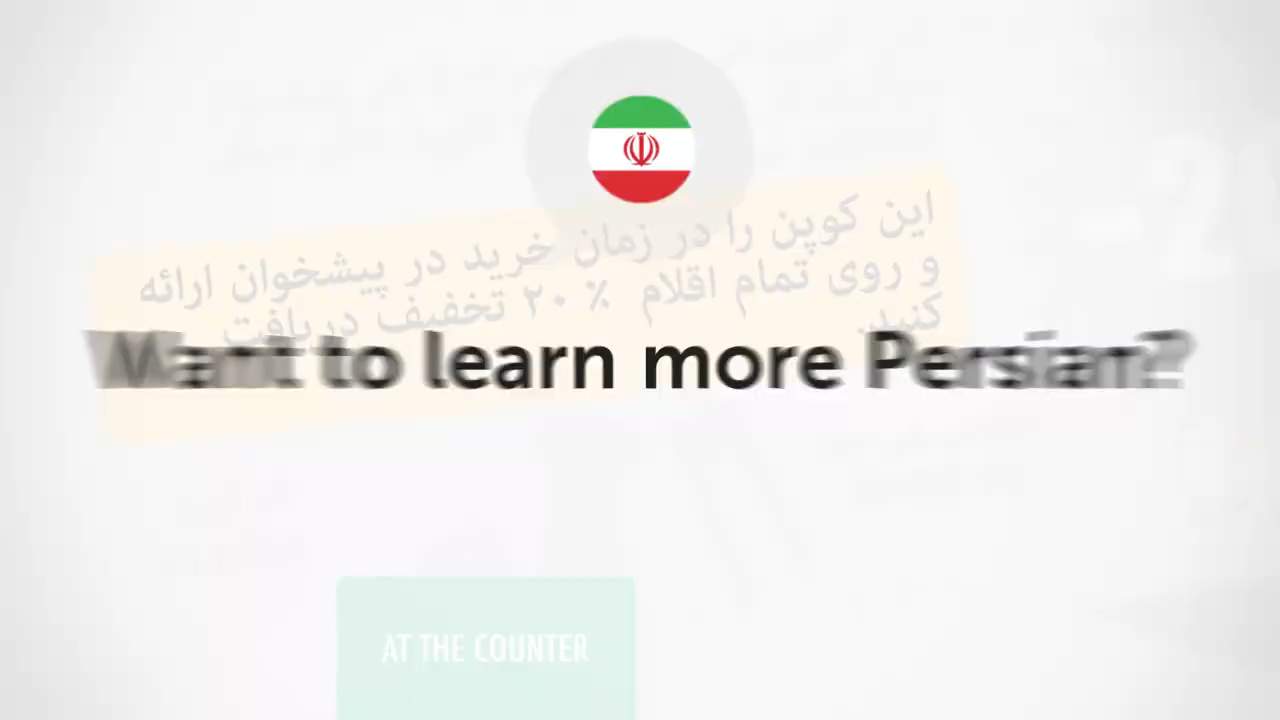 این کوپن را در زمان خرید در پیشخوان ارائه
و روی تمام اقلام ٪ ۲۰ تخفیف دریافت
کنید.
Want to learn more Persian?
AT THE COUNTER